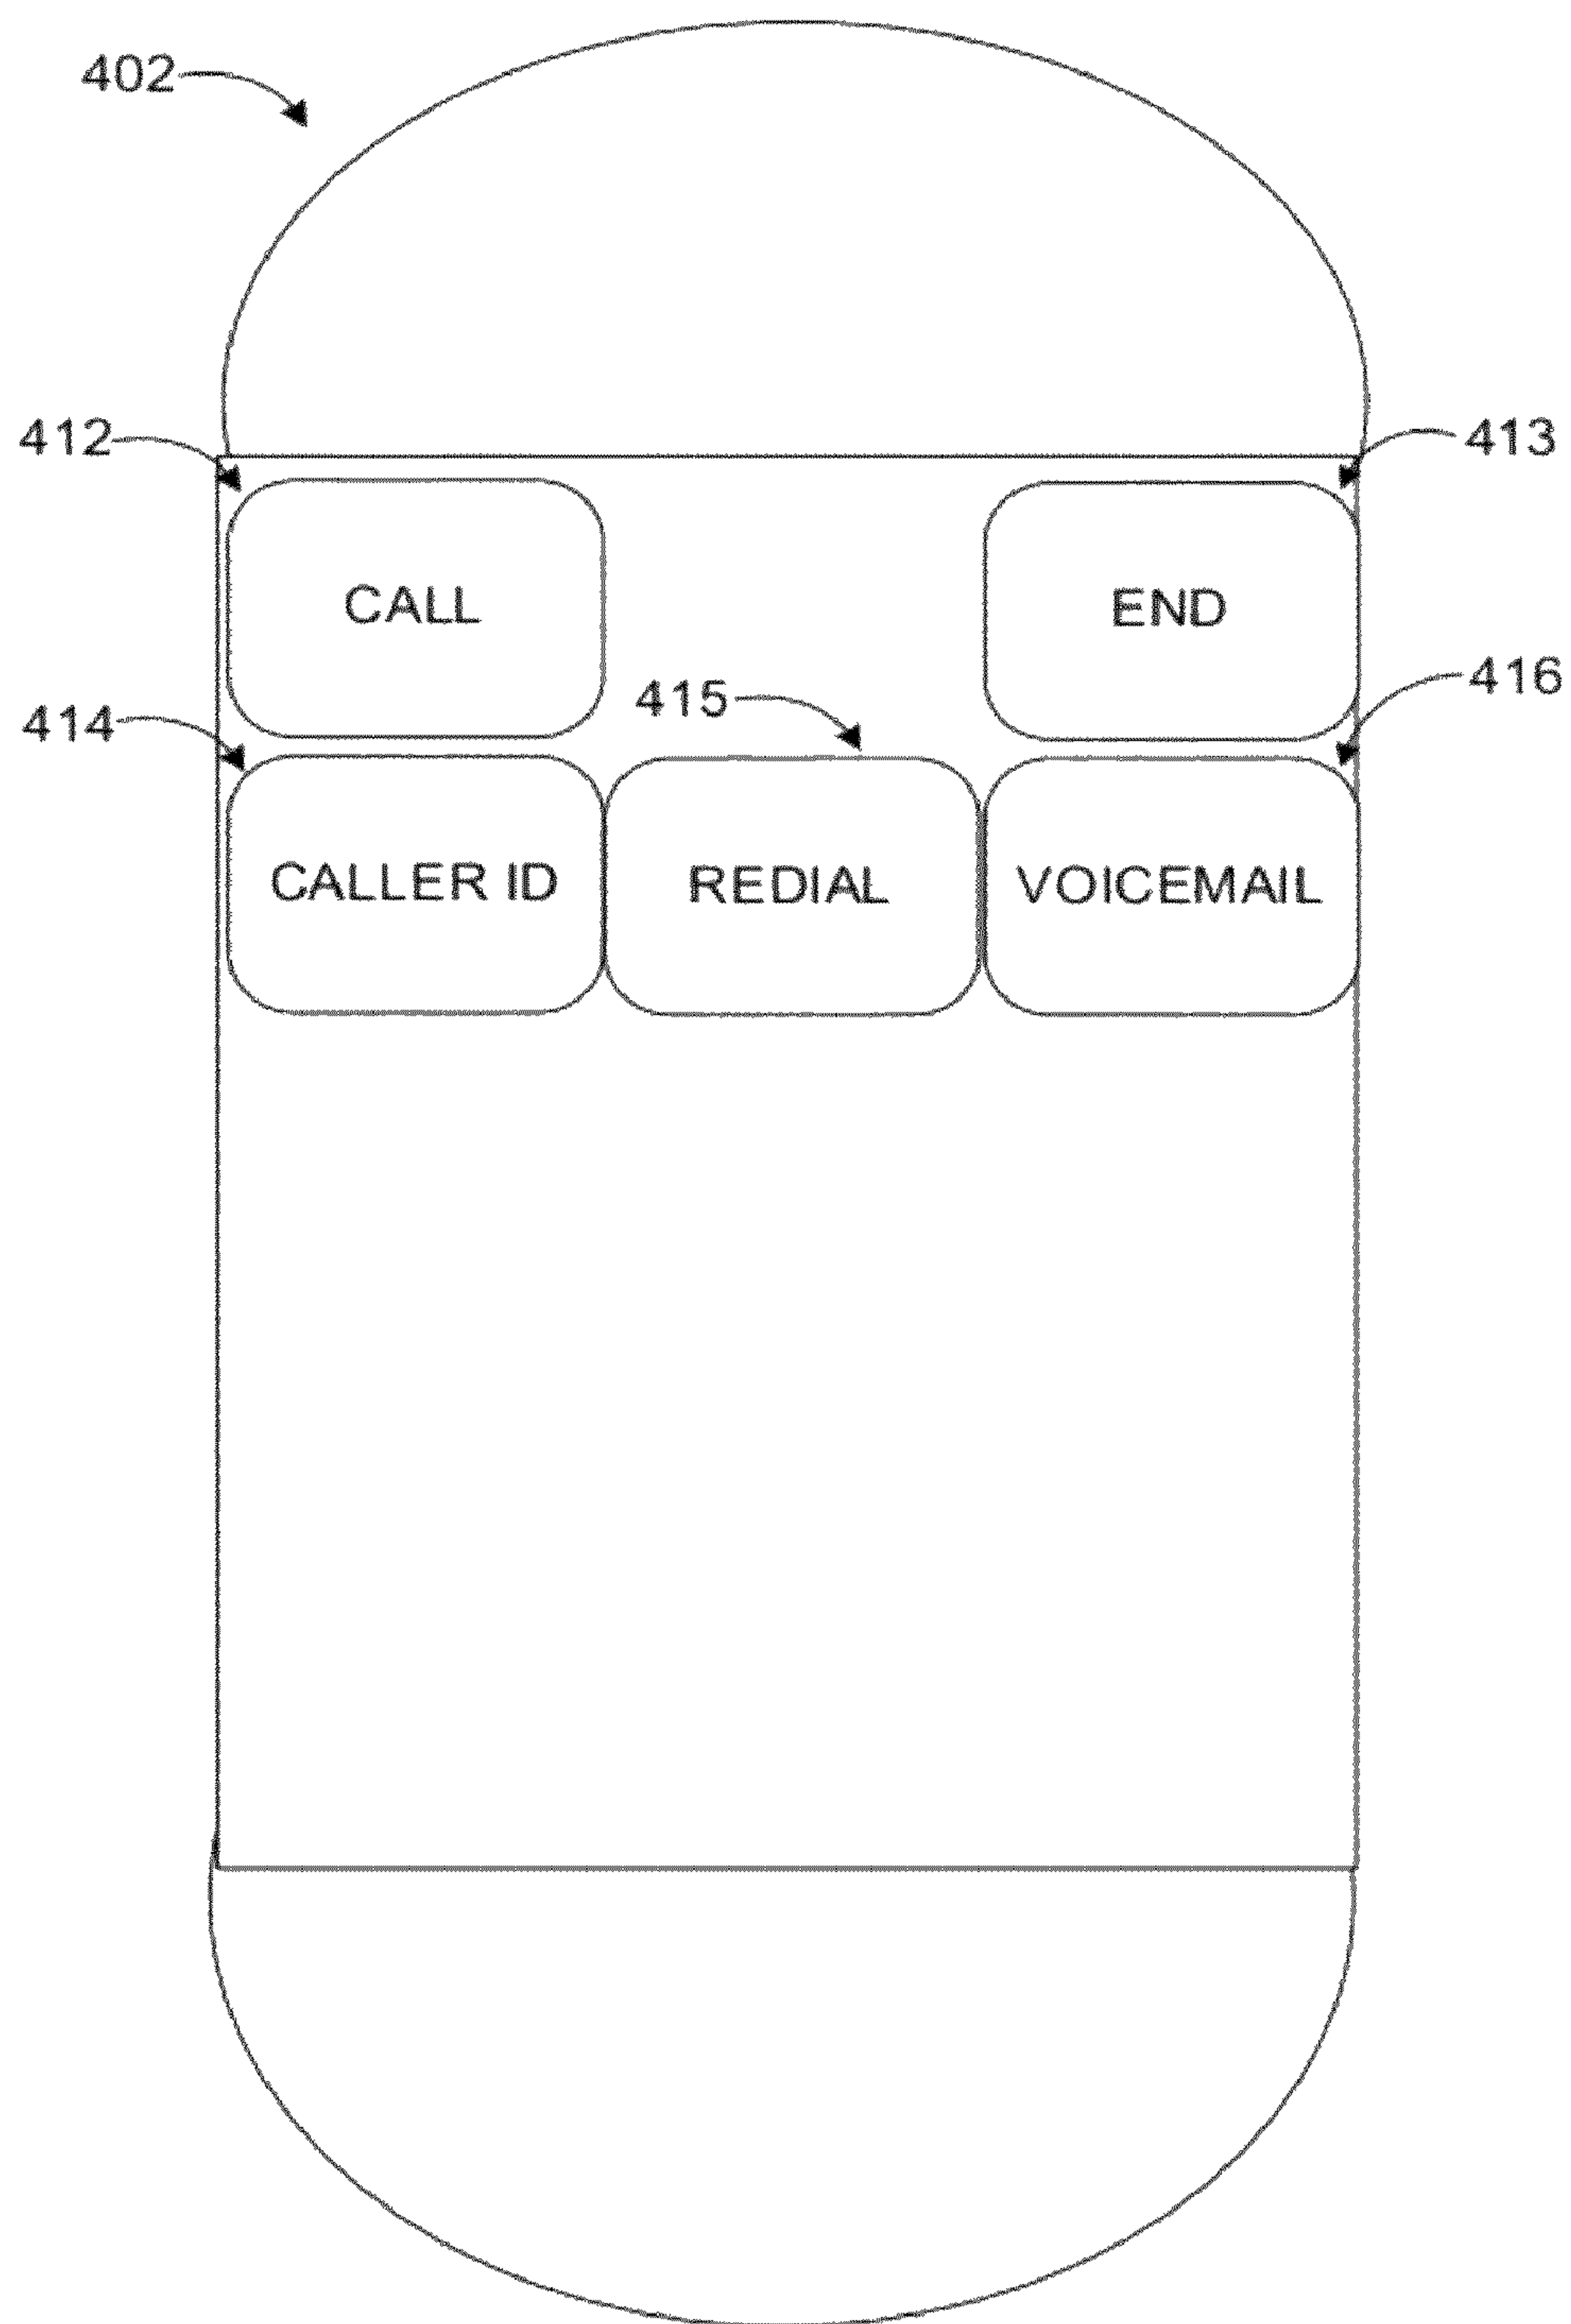 402
412
413
CALL
END
415
416
414
CALLER ID
REDIAL
VOICEMAIL